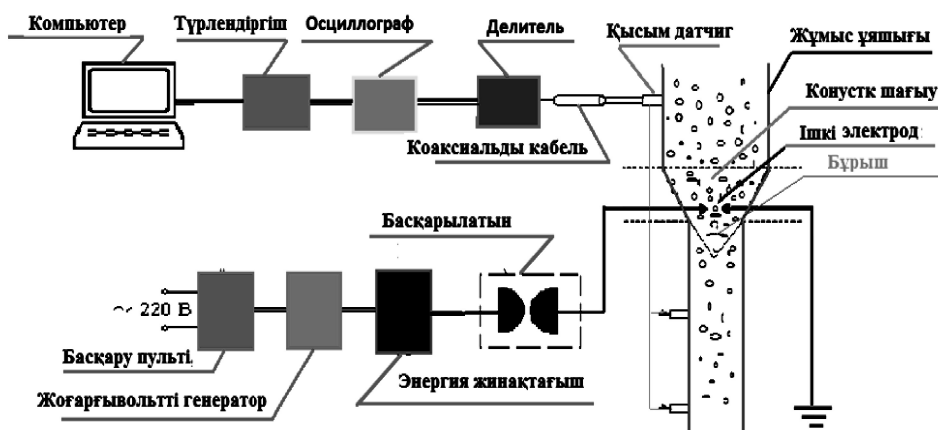 Компьютер
Түрлендіргіш
Осциллограф
Делитель
Қысым датчиг
Жұмыс ұяшығы
Конустк шағыу
Ішкі электрод
Бұрыш
Коаксиальды кабель
Басқарылатын
~ 220 В
Басқару пульті
Жоғарғывольтті генератор
Энергия жинақтағыш